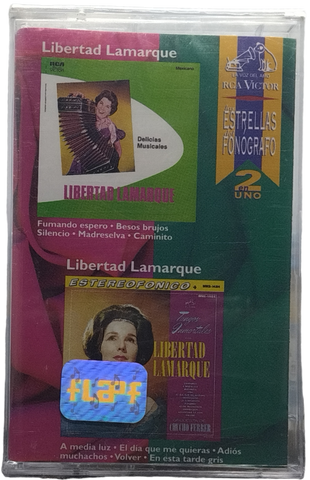 Libertad Lamarque
RCA
Delicias
Musicales
LIBERTAD LAMARQUE
Fumando espero • Besos brujos
Silencio • Madreselva • Caminito
LA VOZ DEL AMO
RCA VICTOR
ESTRELLAS
FONÓGRAFO
2
en
UNO
Libertad Lamarque
ESTEREOFONICO
LIBERTAD
LAMARQUE
CHUCHO FERRER
A media luz • El día que me quieras • Adiós
muchachos • Volver • En esta tarde gris